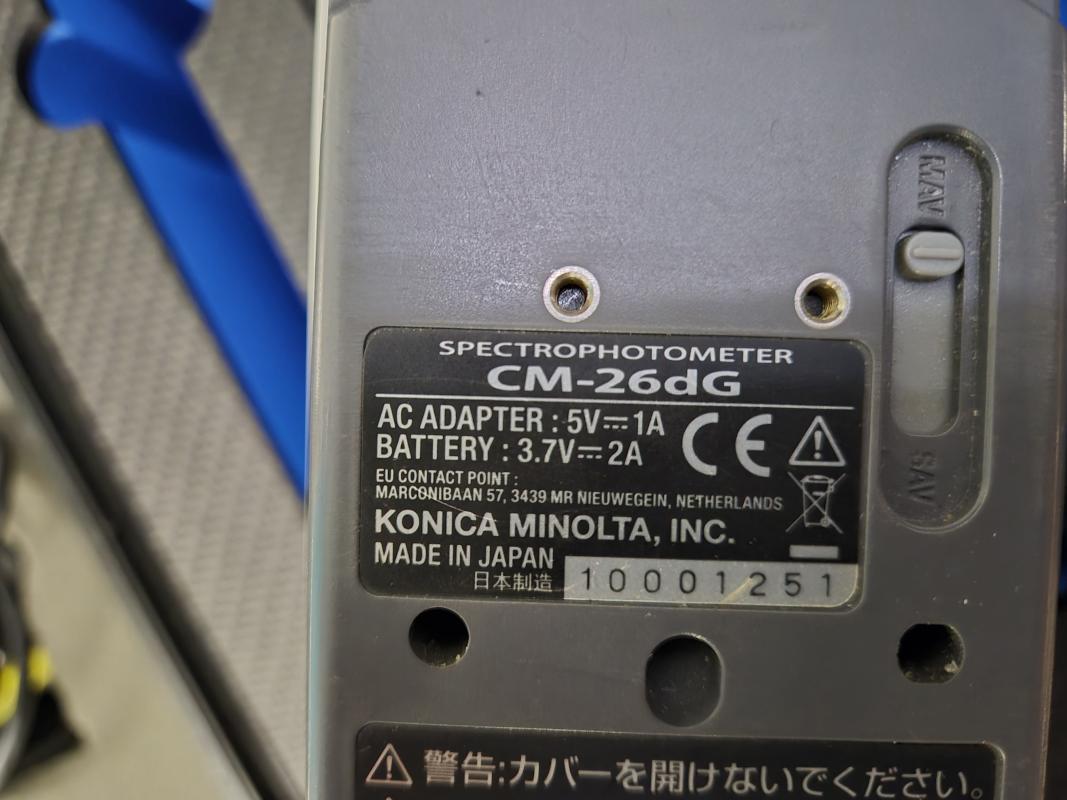 MAV
SPECTROPHOTOMETER
CM-26dG
AC ADAPTER : 5V⎓1A
BATTERY : 3.7V⎓2A
CE
EU CONTACT POINT :
MARCONIBAAN 57, 3439 MR NIEUWEGEIN, NETHERLANDS
SAV
KONICA MINOLTA, INC.
MADE IN JAPAN
日本制造 10001251
警告:カバーを開けないでください。